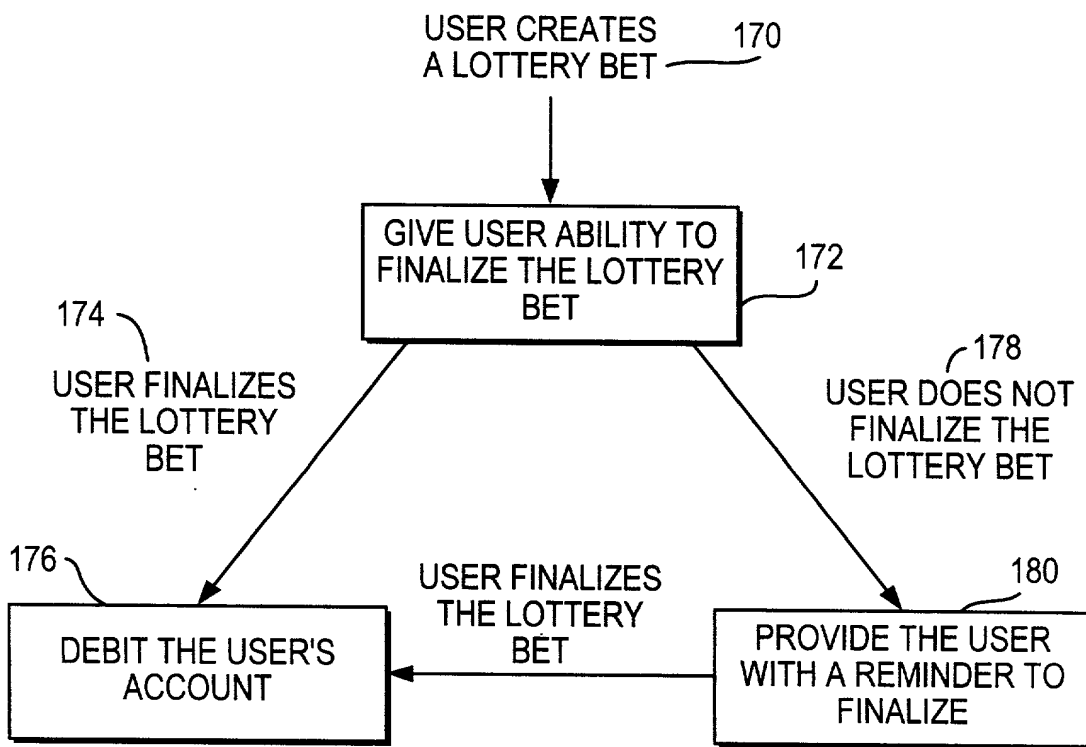 USER CREATES
A LOTTERY BET
170
GIVE USER ABILITY TO
FINALIZE THE LOTTERY
BET
172
174
USER FINALIZES
THE LOTTERY
BET
178
USER DOES NOT
FINALIZE THE
LOTTERY BET
176
DEBIT THE USER'S
ACCOUNT
USER FINALIZES
THE LOTTERY
BET
180
PROVIDE THE USER
WITH A REMINDER TO
FINALIZE